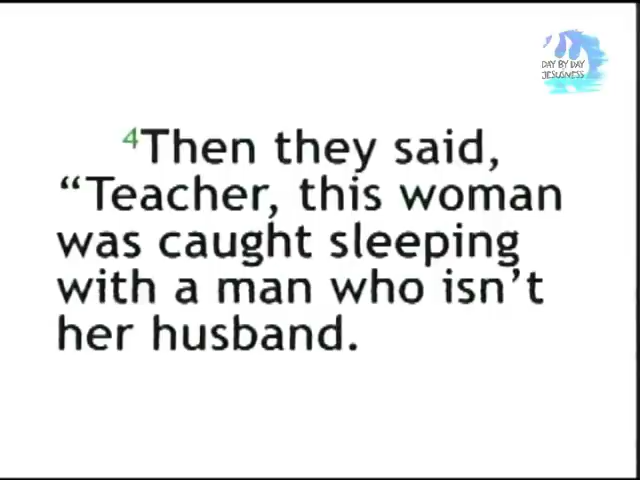 DAY BY DAY
JESUSNESS
4Then they said,
“Teacher, this woman
was caught sleeping
with a man who isn’t
her husband.